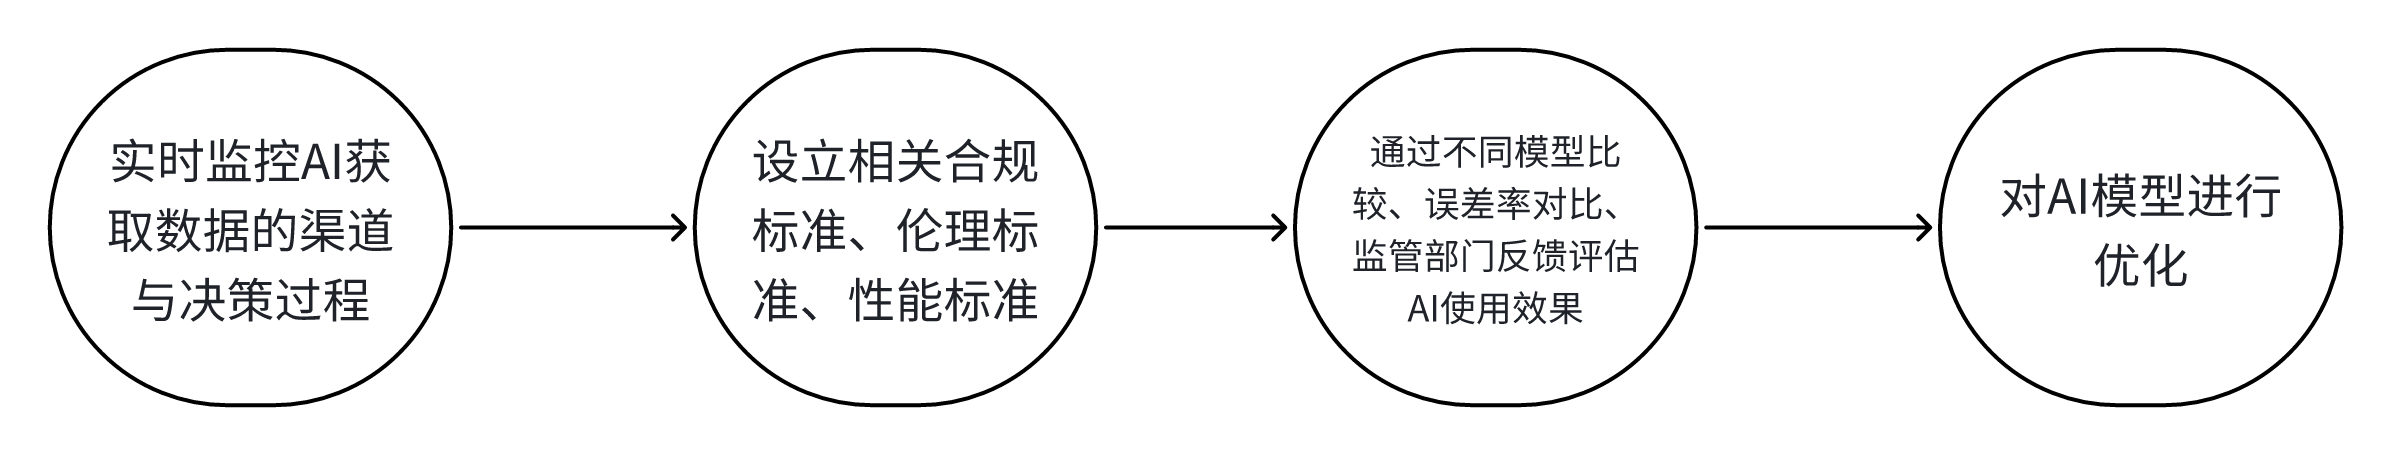 实时监控AI获
取数据的渠道
与决策过程
设立相关合规
标准、伦理标
准、性能标准
通过不同模型比
较、误差率对比、
监管部门反馈评估
AI使用效果
对AI模型进行
优化